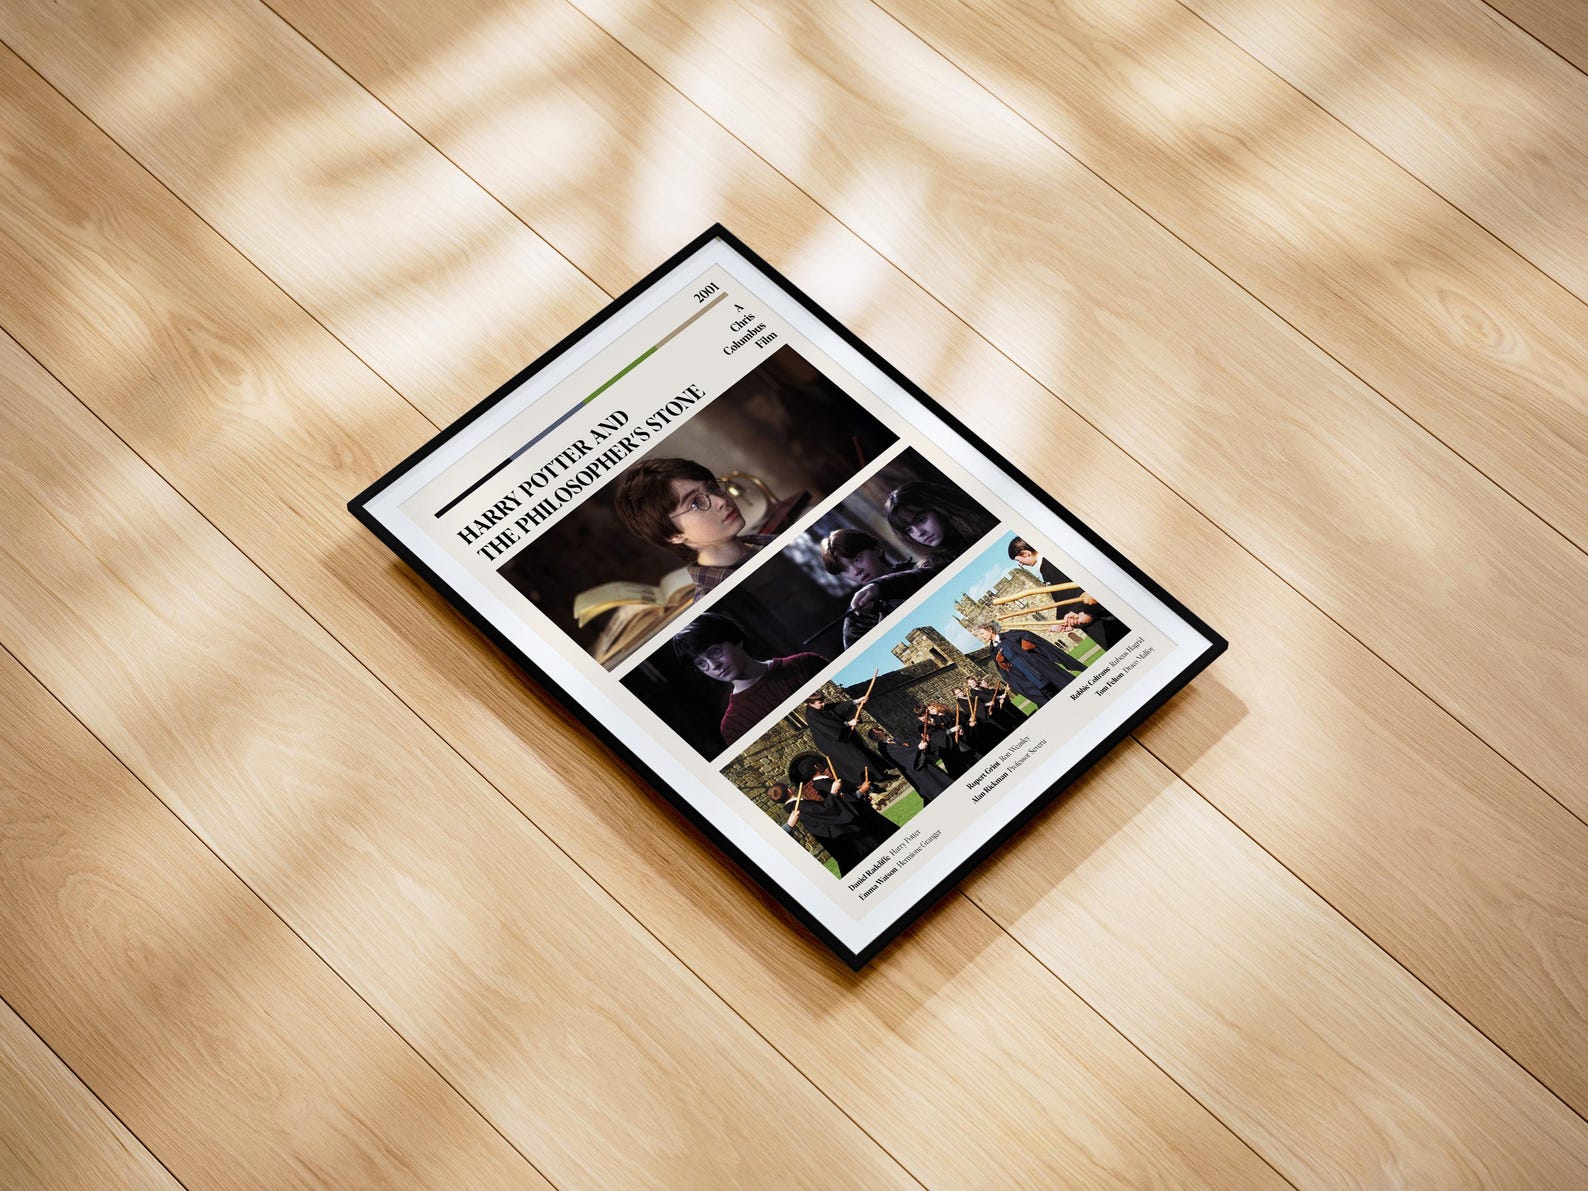 2001
A
Chris
Columbus
Film
HARRY POTTER AND
THE PHILOSOPHER'S STONE
Daniel Radcliffe Harry Potter
Emma Watson Hermione Granger
Rupert Grint Ron Weasley
Alan Rickman Professor Severu
Robbie Coltrane Rubeus Hagrid
Tom Felton Draco Malfoy